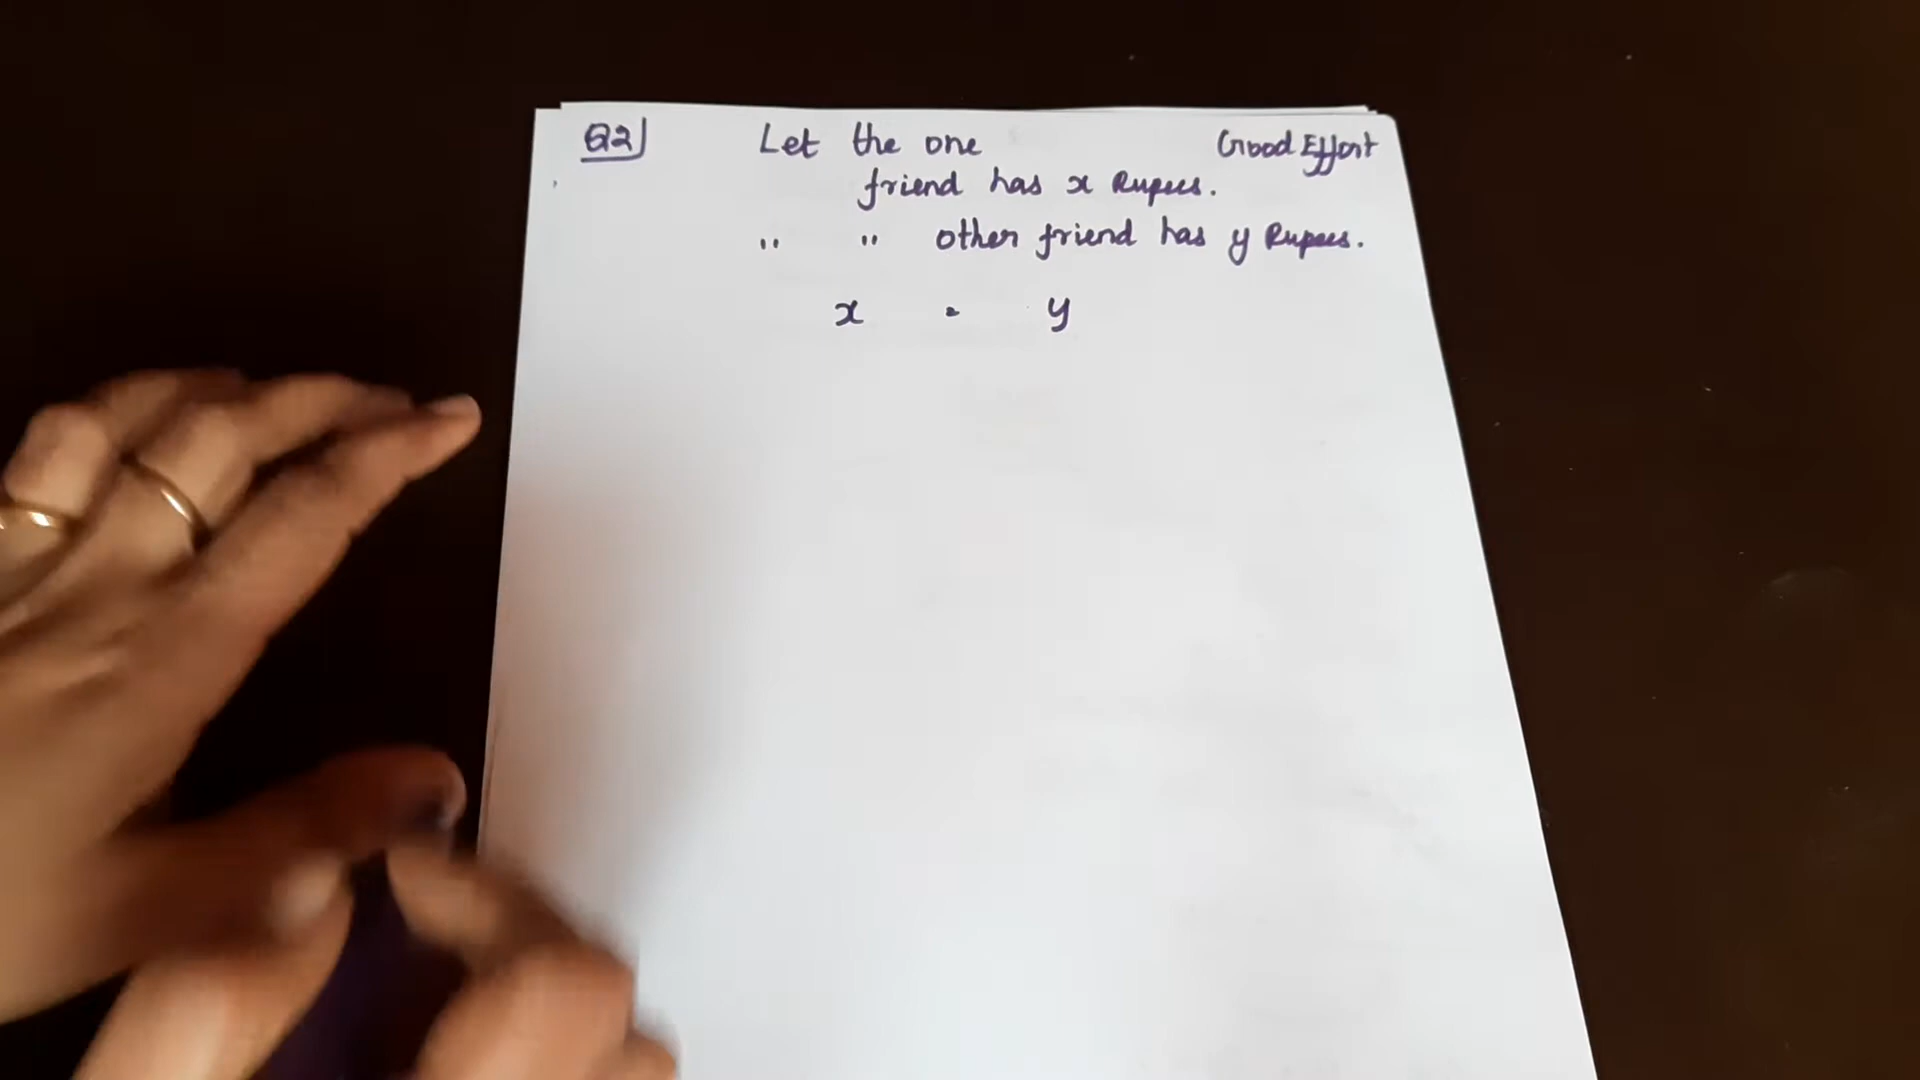 Q2 Let the one Good Effort
friend has x Rupees.
" " other friend has y Rupees.
x = y